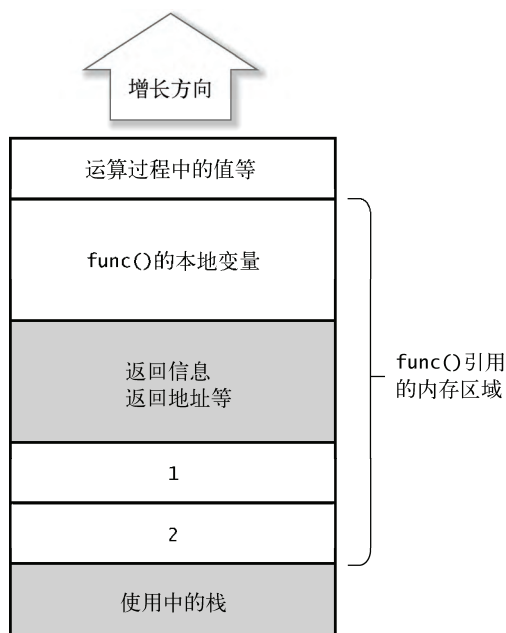 增长方向
运算过程中的值等
func()的本地变量
返回信息
返回地址等
func()引用
的内存区域
1
2
使用中的栈